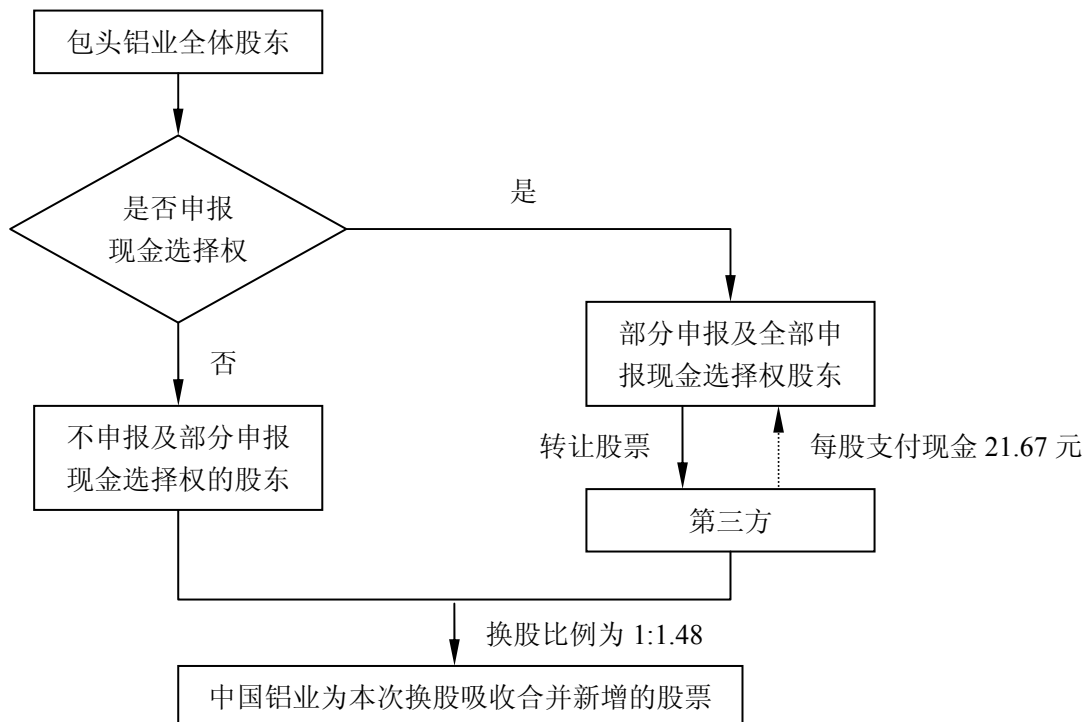 包头铝业全体股东
是否申报
现金选择权
是
否
部分申报及全部申
报现金选择权股东
不申报及部分申报
现金选择权的股东
转让股票
每股支付现金 21.67 元
第三方
换股比例为 1:1.48
中国铝业为本次换股吸收合并新增的股票